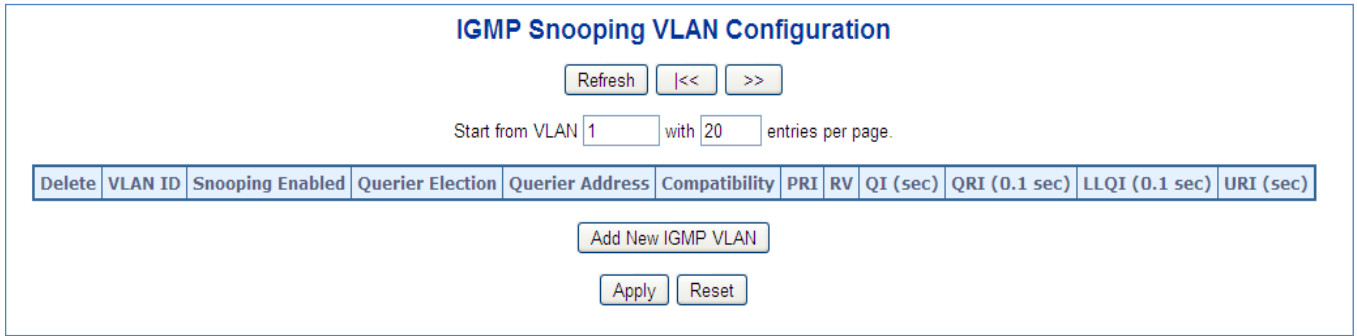 IGMP Snooping VLAN Configuration
Refresh |<< >>
Start from VLAN 1 with 20 entries per page.
Delete VLAN ID Snooping Enabled Querier Election Querier Address Compatibility PRI RV QI (sec) QRI (0.1 sec) LLQI (0.1 sec) URI (sec)
Add New IGMP VLAN
Apply Reset